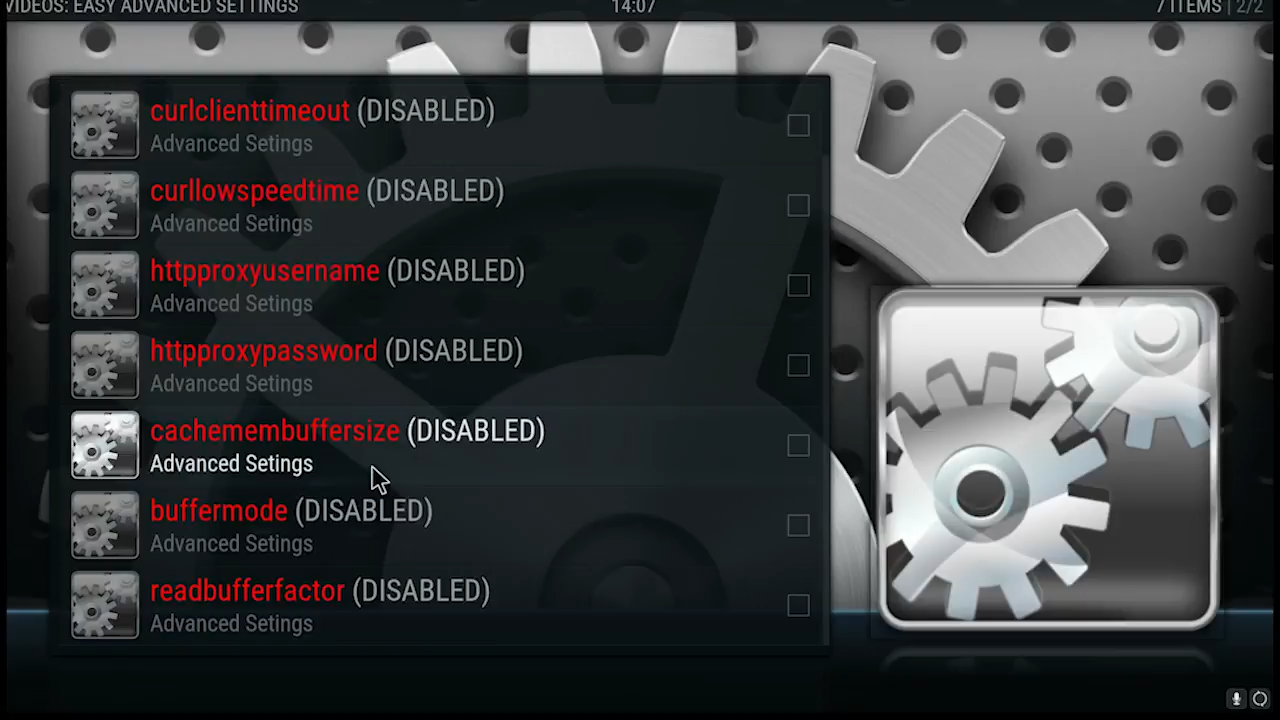 VIDEOS: EASY ADVANCED SETTINGS
14:07
7 ITEMS | 2/2
curlclienttimeout (DISABLED)
Advanced Setings
curllowspeedtime (DISABLED)
Advanced Setings
httpproxyusername (DISABLED)
Advanced Setings
httpproxypassword (DISABLED)
Advanced Setings
cachemembuffersize (DISABLED)
Advanced Setings
buffermode (DISABLED)
Advanced Setings
readbufferfactor (DISABLED)
Advanced Setings